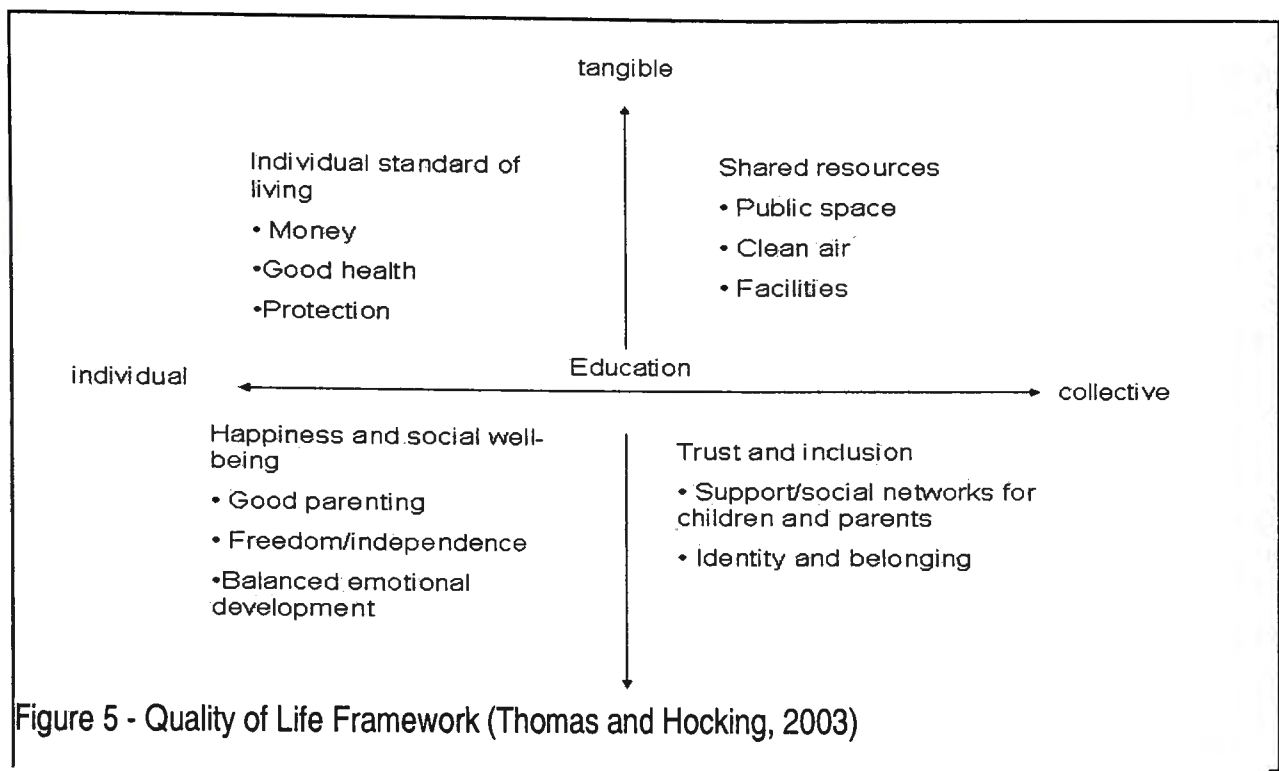 tangible
Individual standard of
living
• Money
•Good health
•Protection
Shared resources
• Public space
• Clean air
• Facilities
individual
Education
collective
Happiness and social well-
being
• Good parenting
• Freedom/independence
•Balanced emotional
development
Trust and inclusion
• Support/social networks for
children and parents
• Identity and belonging
Figure 5 - Quality of Life Framework (Thomas and Hocking, 2003)